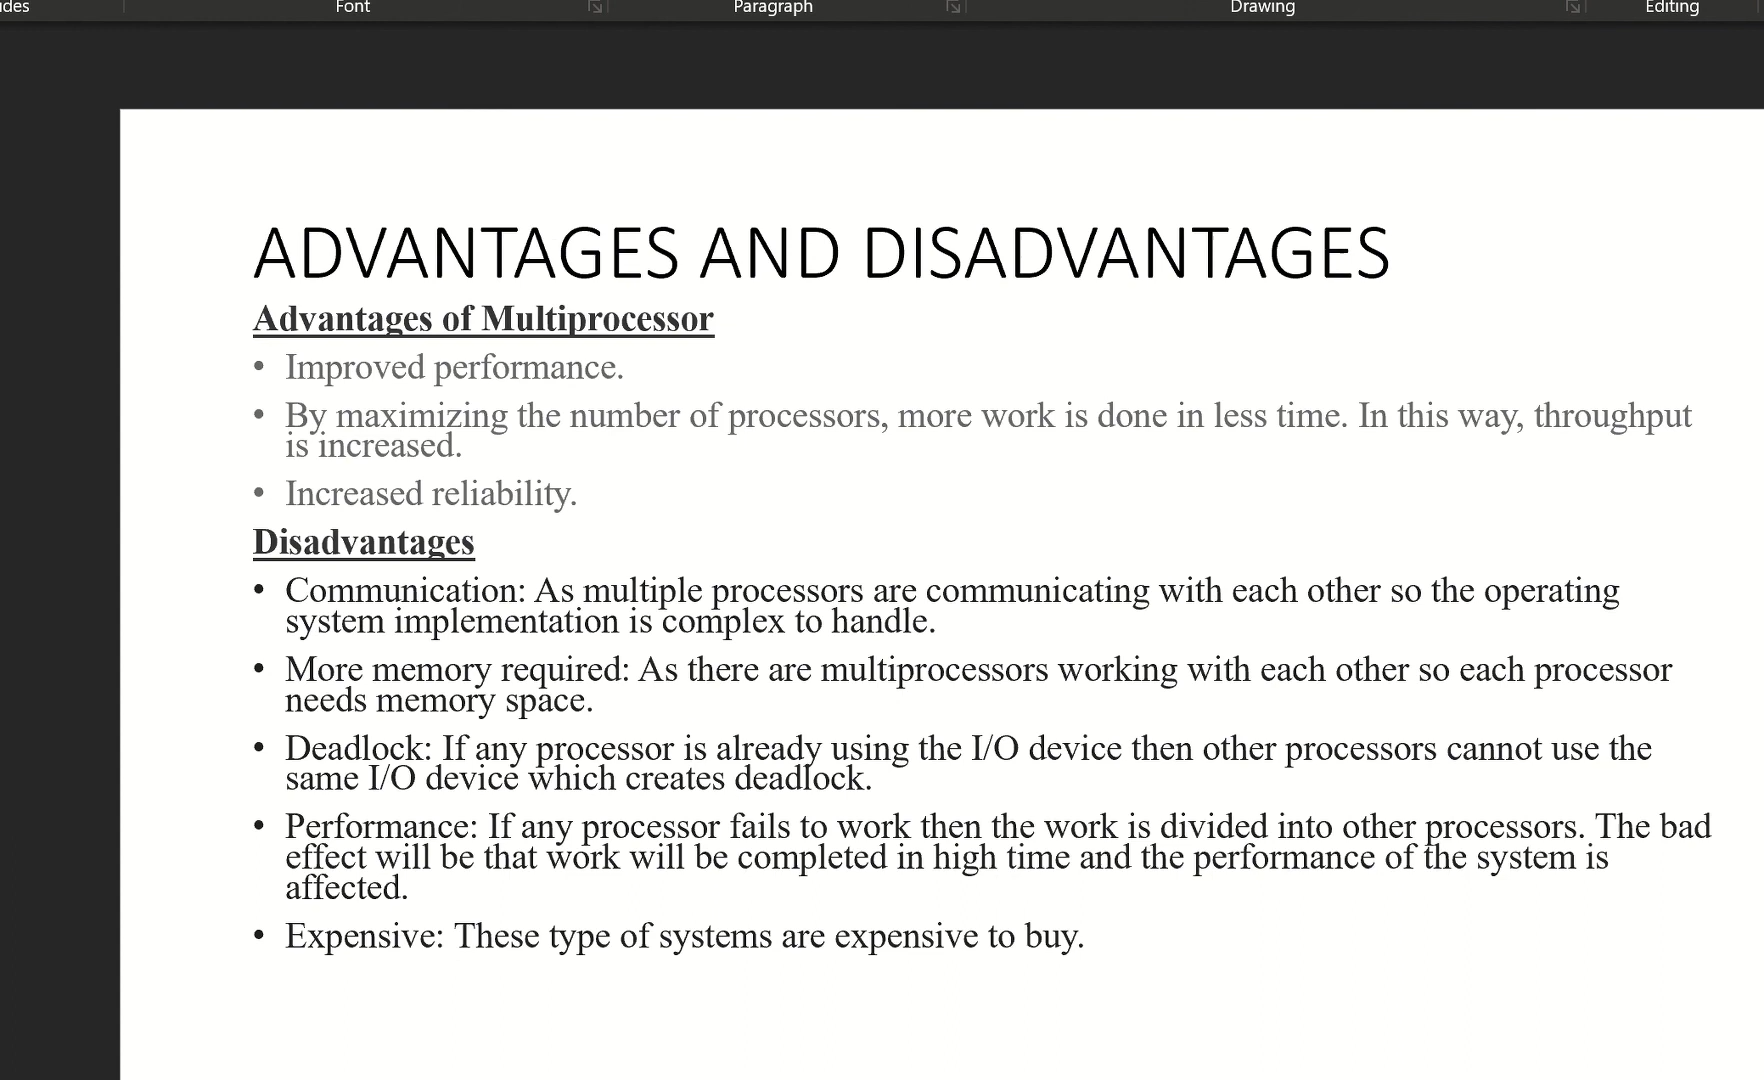 Font Paragraph Drawing Editing
ADVANTAGES AND DISADVANTAGES
Advantages of Multiprocessor
• Improved performance.
• By maximizing the number of processors, more work is done in less time. In this way, throughput
is increased.
• Increased reliability.
Disadvantages
• Communication: As multiple processors are communicating with each other so the operating
system implementation is complex to handle.
• More memory required: As there are multiprocessors working with each other so each processor
needs memory space.
• Deadlock: If any processor is already using the I/O device then other processors cannot use the
same I/O device which creates deadlock.
• Performance: If any processor fails to work then the work is divided into other processors. The bad
effect will be that work will be completed in high time and the performance of the system is
affected.
• Expensive: These type of systems are expensive to buy.